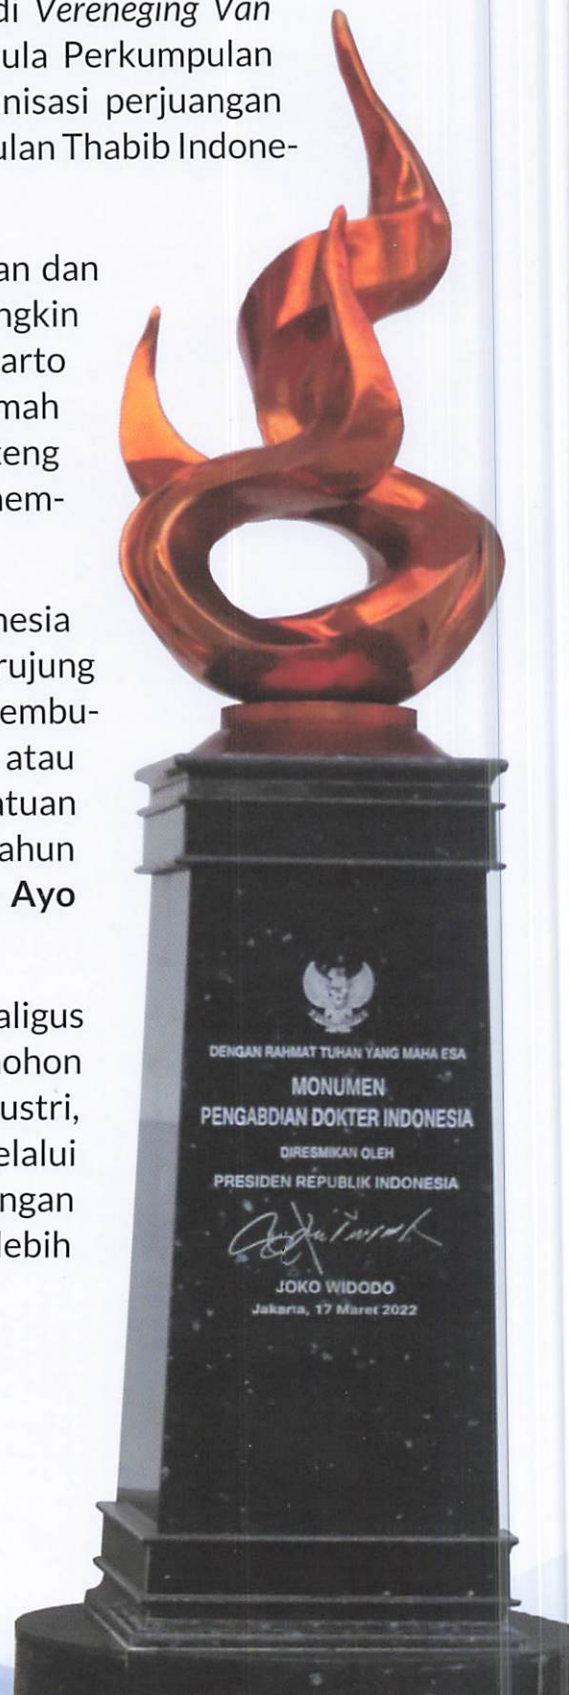 di Vereneging Van
ula Perkumpulan
nisasi perjuangan
ulan Thabib Indone-
an dan
ngkin
arto
mah
teng
nem-
nesia
rujung
embu-
atau
atuan
ahun
Ayo
aligus
ohon
ustri,
elalui
ngan
lebih
DENGAN RAHMAT TUHAN YANG MAHA ESA
MONUMEN
PENGABDIAN DOKTER INDONESIA
DIRESMIKAN OLEH
PRESIDEN REPUBLIK INDONESIA
JOKO WIDODO
Jakarta, 17 Maret 2022